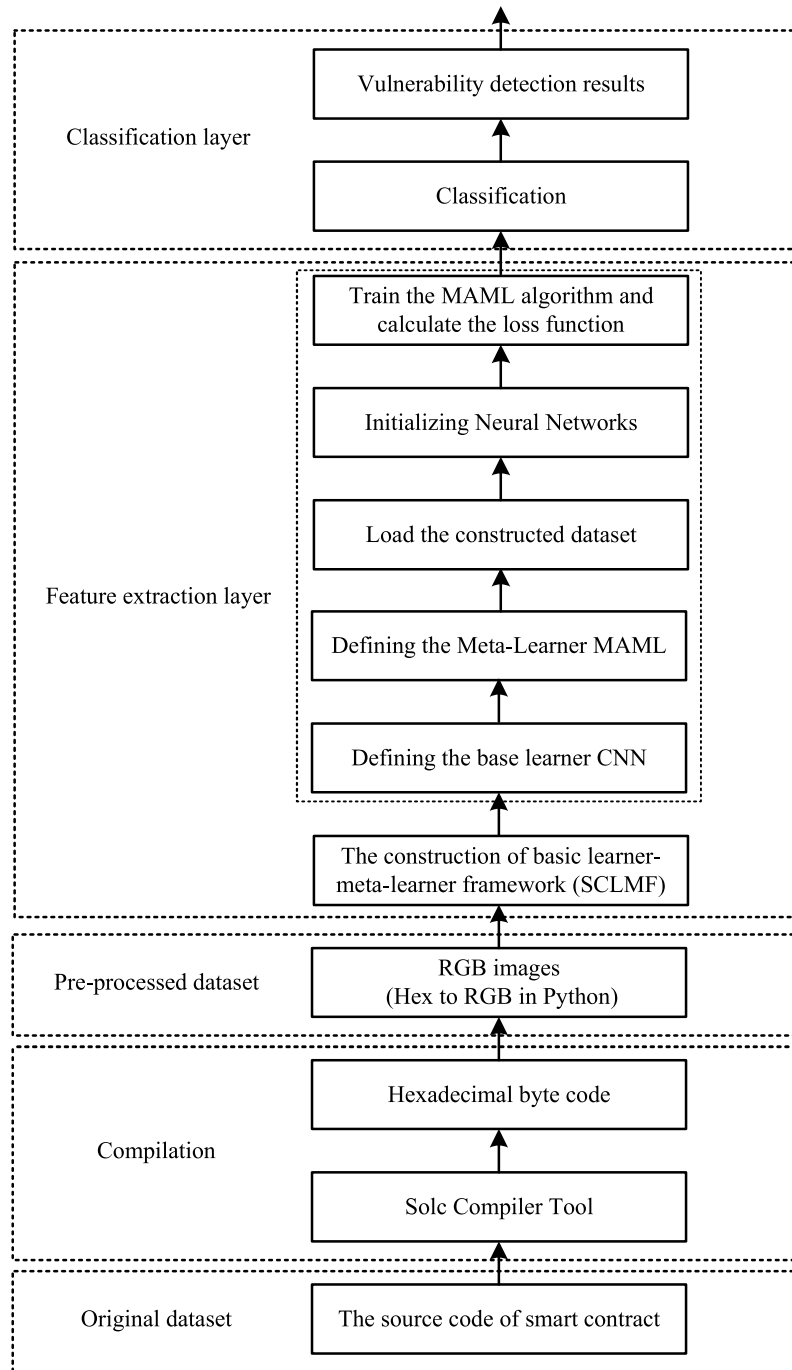 Vulnerability detection results
Classification layer
Classification
Train the MAML algorithm and
calculate the loss function
Initializing Neural Networks
Load the constructed dataset
Feature extraction layer
Defining the Meta-Learner MAML
Defining the base learner CNN
The construction of basic learner-
meta-learner framework (SCLMF)
Pre-processed dataset
RGB images
(Hex to RGB in Python)
Hexadecimal byte code
Compilation
Solc Compiler Tool
Original dataset
The source code of smart contract